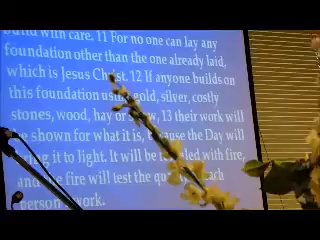 build with care. 11 For no one can lay any
foundation other than the one already laid,
which is Jesus Christ. 12 If anyone builds on
this foundation using gold, silver, costly
stones, wood, hay or straw, 13 their work will
be shown for what it is, because the Day will
bring it to light. It will be revealed with fire,
and the fire will test the quality of each
person's work.